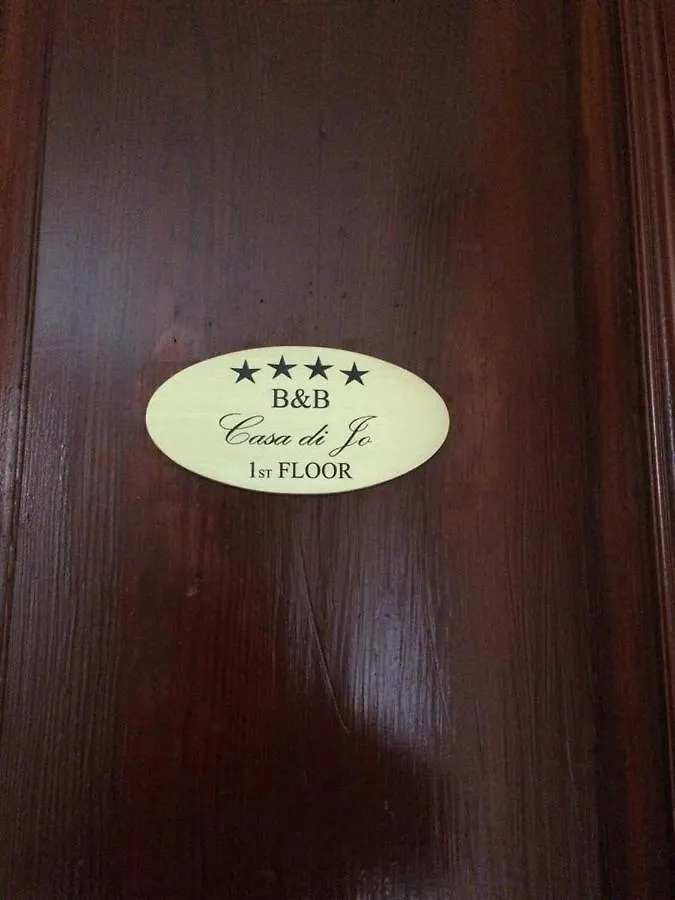 ★★★★
B&B
Casa di Jo
1ST FLOOR